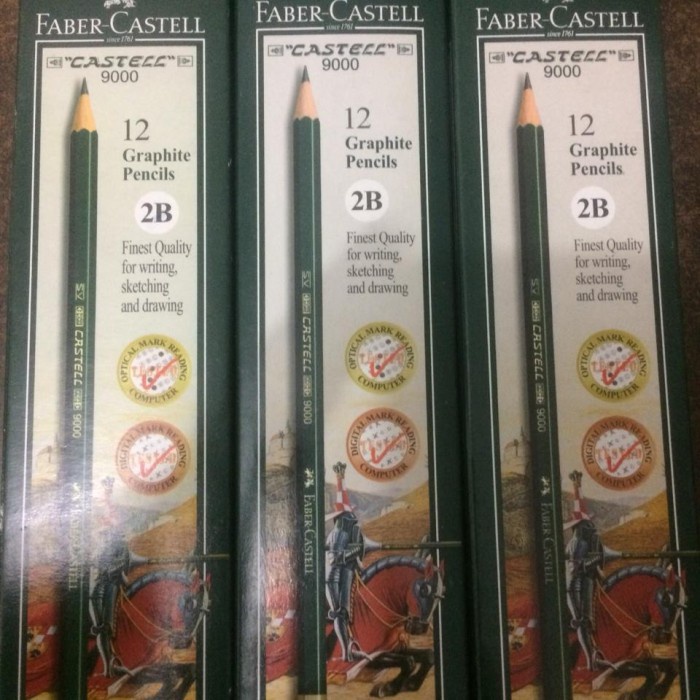 FABER-CASTELL
since 1761
"CASTELL"
9000
12
Graphite
Pencils
2B
Finest Quality
for writing,
sketching
and drawing
SV CASTELL 9000
FABER-CASTELL
OPTICAL MARK READING
COMPUTER
DIGITAL MARK READING
COMPUTER
FABER-CASTELL
since 1761
"CASTELL"
9000
12
Graphite
Pencils
2B
Finest Quality
for writing,
sketching
and drawing
SV CASTELL 9000
FABER-CASTELL
OPTICAL MARK READING
COMPUTER
DIGITAL MARK READING
COMPUTER
FABER-CASTELL
since 1761
"CASTELL"
9000
12
Graphite
Pencils
2B
Finest Quality
for writing,
sketching
and drawing
SV CASTELL 9000
FABER-CASTELL
OPTICAL MARK READING
COMPUTER
DIGITAL MARK READING
COMPUTER